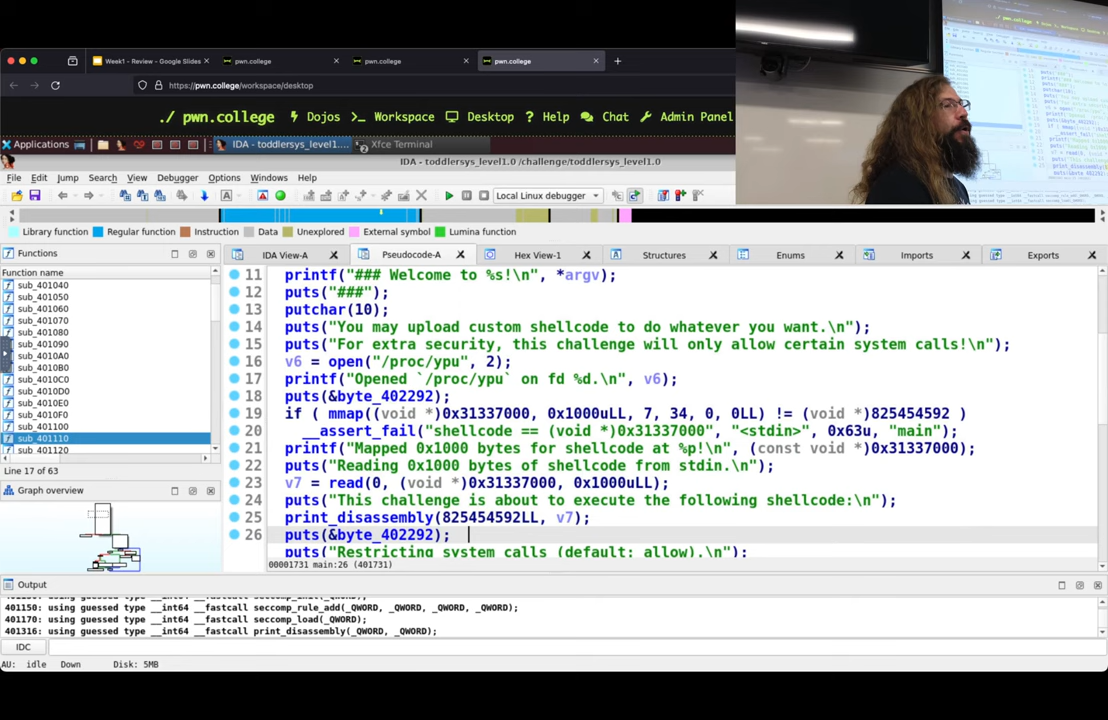 Week1 - Review - Google Slides
pwn.college
pwn.college
pwn.college
https://pwn.college/workspace/desktop
./ pwn.college
Dojos
Workspace
Desktop
Help
Chat
Admin Panel
Applications
IDA - toddlersys_level1....
Xfce Terminal
IDA - toddlersys_level1.0 /challenge/toddlersys_level1.0
File Edit Jump Search View Debugger Options Windows Help
Local Linux debugger
Library function Regular function Instruction Data Unexplored External symbol Lumina function
Functions
IDA View-A
Pseudocode-A
Hex View-1
Structures
Enums
Imports
Exports
Function name
sub_401040
sub_401050
sub_401060
sub_401070
sub_401080
sub_401090
sub_4010A0
sub_4010B0
sub_4010C0
sub_4010D0
sub_4010E0
sub_4010F0
sub_401100
sub_401110
sub_401120
Line 17 of 63
Graph overview
11 printf("### Welcome to %s!\n", *argv);
12 puts("###");
13 putchar(10);
14 puts("You may upload custom shellcode to do whatever you want.\n");
15 puts("For extra security, this challenge will only allow certain system calls!\n");
16 v6 = open("/proc/ypu", 2);
17 printf("Opened `/proc/ypu` on fd %d.\n", v6);
18 puts(&byte_402292);
19 if ( mmap((void *)0x31337000, 0x1000uLL, 7, 34, 0, 0LL) != (void *)825454592 )
20 __assert_fail("shellcode == (void *)0x31337000", "<stdin>", 0x63u, "main");
21 printf("Mapped 0x1000 bytes for shellcode at %p!\n", (const void *)0x31337000);
22 puts("Reading 0x1000 bytes of shellcode from stdin.\n");
23 v7 = read(0, (void *)0x31337000, 0x1000uLL);
24 puts("This challenge is about to execute the following shellcode:\n");
25 print_disassembly(825454592LL, v7);
26 puts(&byte_402292);
puts("Restricting system calls (default: allow).\n");
00001731 main:26 (401731)
Output
401150: using guessed type __int64 __fastcall seccomp_rule_add(_QWORD, _QWORD, _QWORD, _QWORD);
401170: using guessed type __int64 __fastcall seccomp_load(_QWORD);
401316: using guessed type __int64 __fastcall print_disassembly(_QWORD, _QWORD);
IDC
AU: idle Down Disk: 5MB